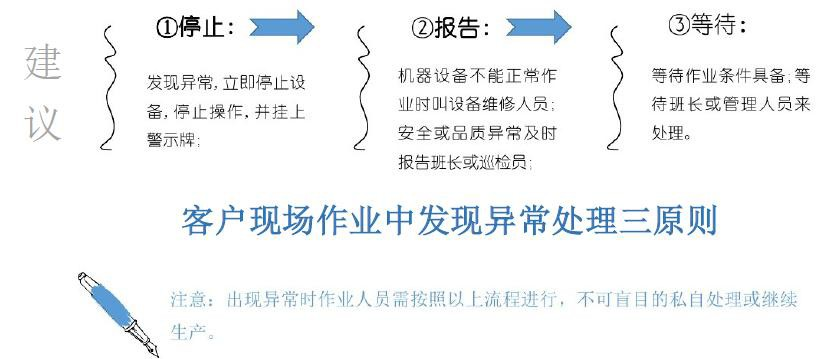 建
议
①停止：
发现异常，立即停止设
备，停止操作，并挂上
警示牌；
②报告：
机器设备不能正常作
业时叫设备维修人员；
安全或品质异常及时
报告班长或巡检员；
③等待：
等待作业条件具备；等
待班长或管理人员来
处理。
客户现场作业中发现异常处理三原则
注意：出现异常时作业人员需按照以上流程进行，不可盲目的私自处理或继续
生产。